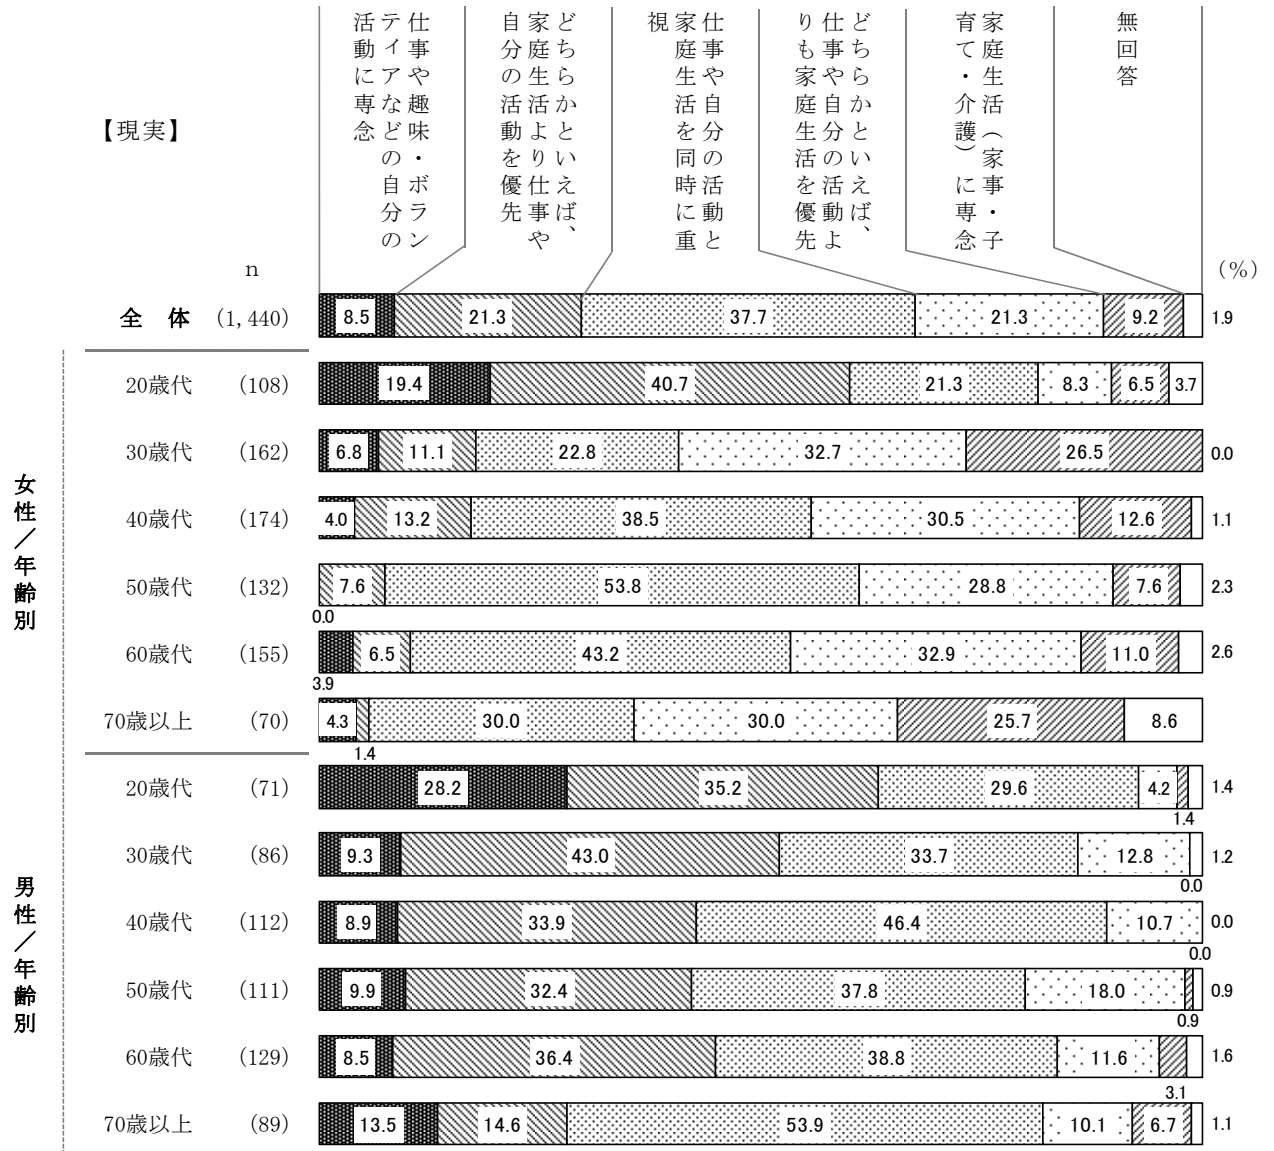 【現実】
仕事や趣味・ボラン
ティアなどの自分の
活動に専念
どちらかといえば、
家庭生活より仕事や
自分の活動を優先
仕事や自分の活動と
家庭生活を同時に重
視
どちらかといえば、
仕事や自分の活動よ
りも家庭生活を優先
家庭生活（家事・子
育て・介護）に専念
無回答
n
(%)
全 体 (1,440) 8.5 21.3 37.7 21.3 9.2 1.9
女性／年齢別
20歳代 (108) 19.4 40.7 21.3 8.3 6.5 3.7
30歳代 (162) 6.8 11.1 22.8 32.7 26.5 0.0
40歳代 (174) 4.0 13.2 38.5 30.5 12.6 1.1
50歳代 (132) 7.6 53.8 28.8 7.6 2.3
0.0
60歳代 (155) 6.5 43.2 32.9 11.0 2.6
3.9
70歳以上 (70) 4.3 30.0 30.0 25.7 8.6
1.4
男性／年齢別
20歳代 (71) 28.2 35.2 29.6 4.2 1.4
1.4
30歳代 (86) 9.3 43.0 33.7 12.8 1.2
0.0
40歳代 (112) 8.9 33.9 46.4 10.7 0.0
0.0
50歳代 (111) 9.9 32.4 37.8 18.0 0.9
0.9
60歳代 (129) 8.5 36.4 38.8 11.6 1.6
3.1
70歳以上 (89) 13.5 14.6 53.9 10.1 6.7 1.1